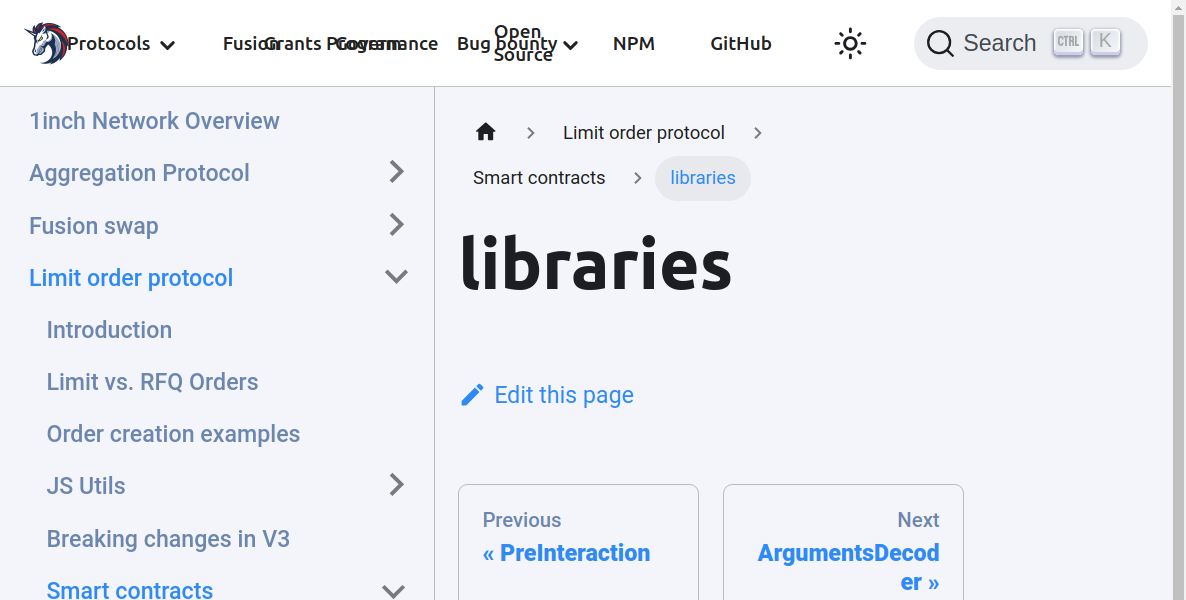 Protocols
Fusion
Grants Program
Governance
Bug bounty
Open
Source
NPM
GitHub
Search
CTRL
K
1inch Network Overview
Aggregation Protocol
Fusion swap
Limit order protocol
Introduction
Limit vs. RFQ Orders
Order creation examples
JS Utils
Breaking changes in V3
Smart contracts
Limit order protocol
Smart contracts
libraries
libraries
Edit this page
Previous
« PreInteraction
Next
ArgumentsDecod
er »